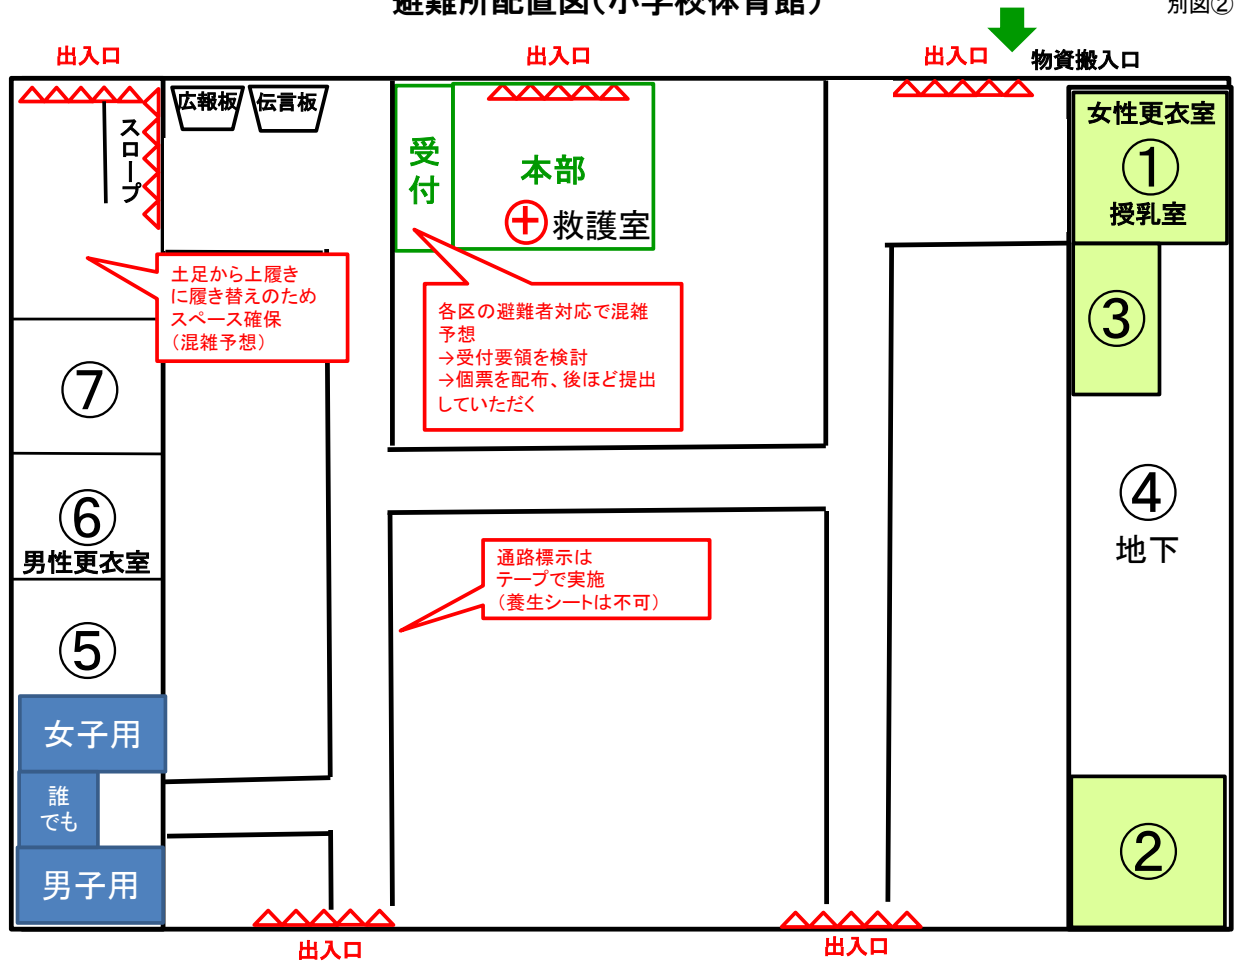 避難所配置図(小学校体育館)
別図②
出入口
出入口
出入口
物資搬入口
広報板
伝言板
スロープ
受付
本部
救護室
女性更衣室
①
授乳室
土足から上履き
に履き替えのため
スペース確保
(混雑予想)
各区の避難者対応で混雑
予想
→受付要領を検討
→個票を配布、後ほど提出
していただく
③
⑦
④
地下
⑥
男性更衣室
通路標示は
テープで実施
(養生シートは不可)
⑤
女子用
誰
でも
男子用
②
出入口
出入口